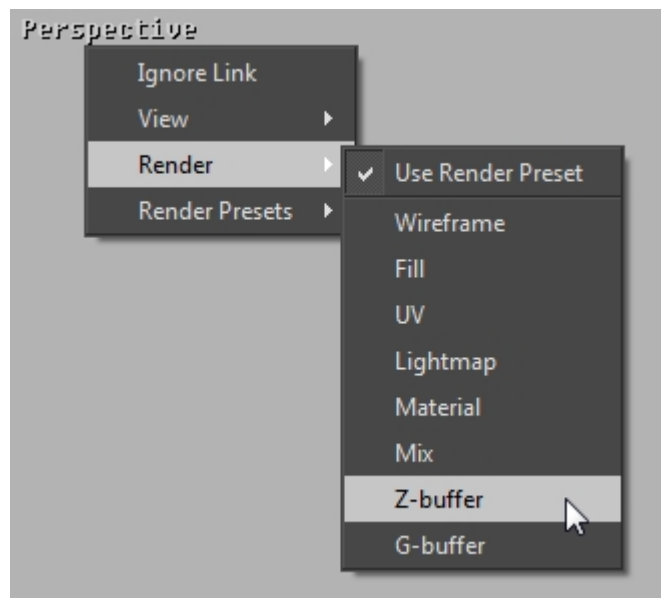 Perspective
Ignore Link
View
Render
Render Presets
Use Render Preset
Wireframe
Fill
UV
Lightmap
Material
Mix
Z-buffer
G-buffer